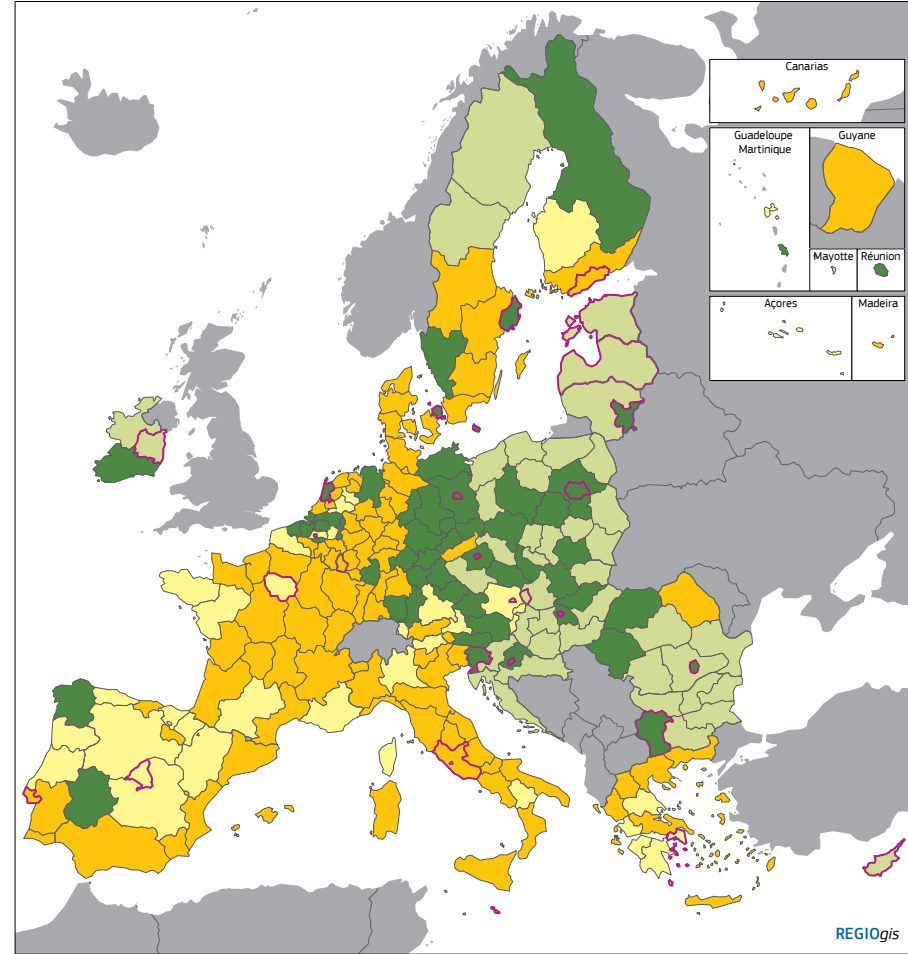 Canarias
Guadeloupe
Martinique
Guyane
Mayotte
Réunion
Açores
Madeira
REGIOgis